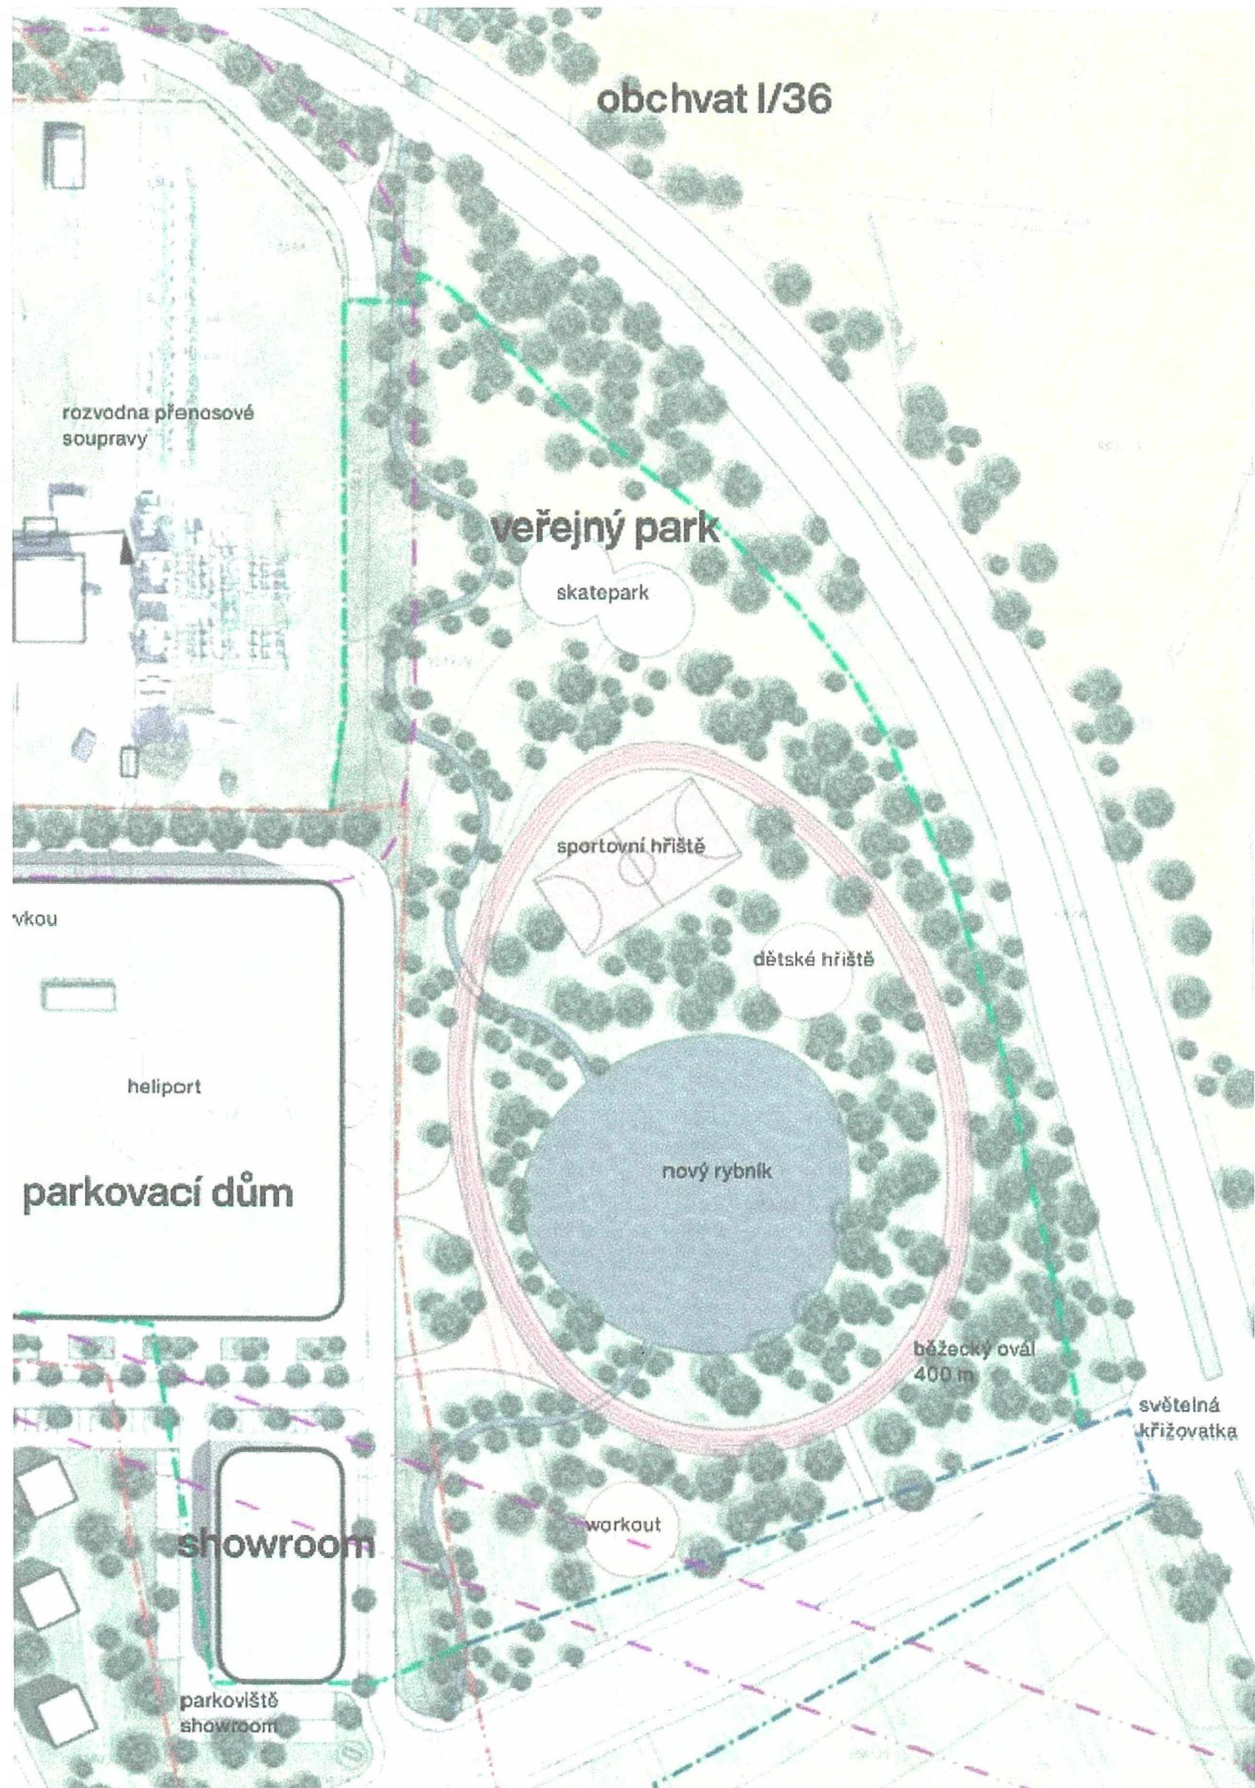 obchvat I/36
rozvodna přenosové
soupravy
veřejný park
skatepark
sportovní hřiště
vkou
dětské hřiště
heliport
nový rybník
parkovací dům
běžecký ovál
400 m
světelná
křižovatka
workout
showroom
parkoviště
showroom